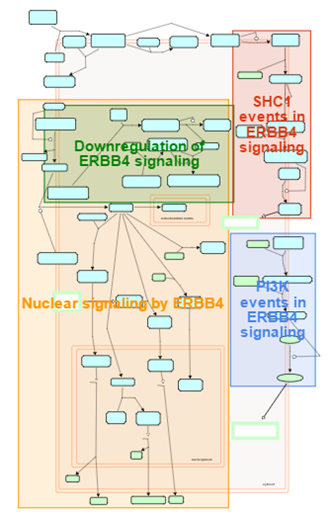 SHC1
events in
ERBB4
signaling
Downregulation of
ERBB4 signaling
PI3K
events in
ERBB4
signaling
Nuclear signaling by ERBB4